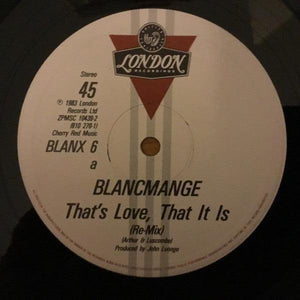 LONDON
RECORDINGS
Stereo
45
℗ 1983 London
Records Ltd
ZPMSC 10439-2
(810 276-1)
Cherry Red Music
BLANX 6
a
BLANCMANGE
That's Love, That It Is
(Re-Mix)
(Arthur & Luscombe)
Produced by John Luongo